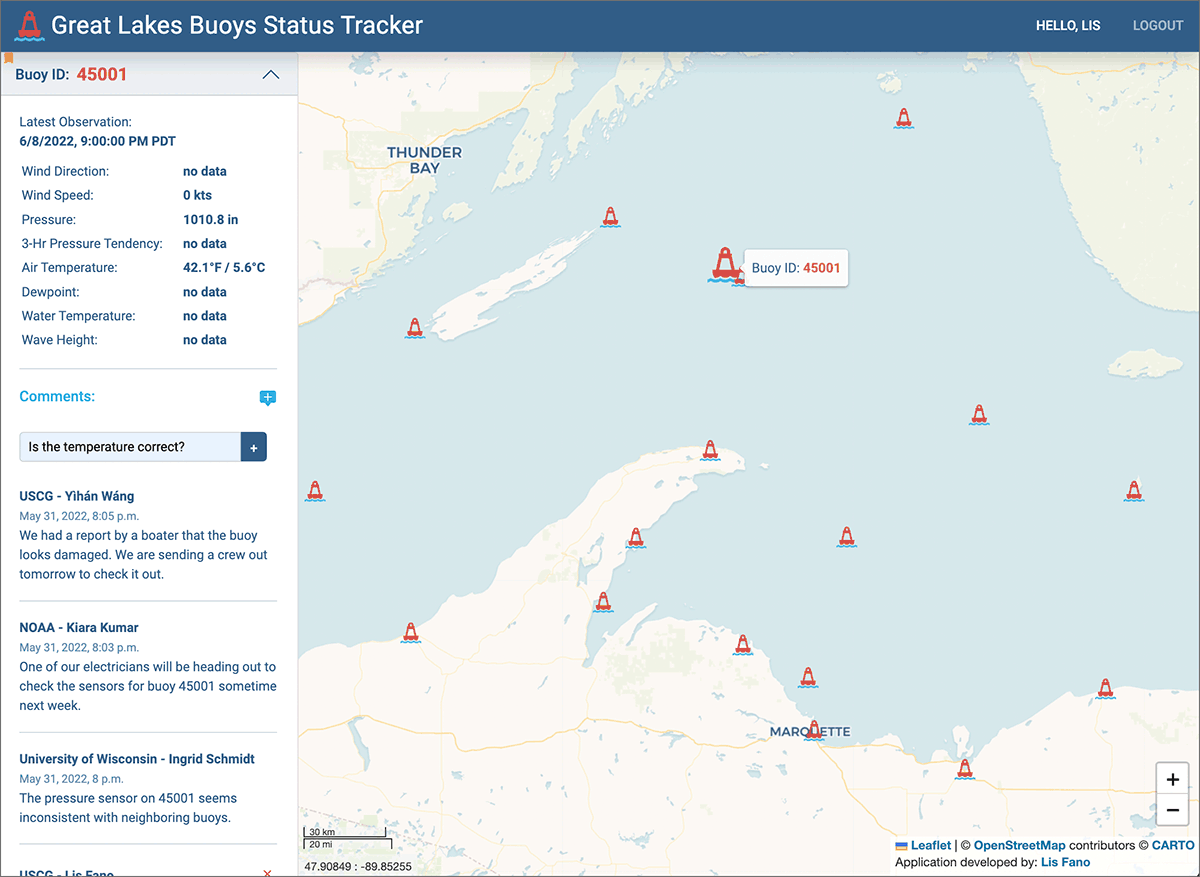 Great Lakes Buoys Status Tracker
HELLO, LIS
LOGOUT
Buoy ID: 45001
Latest Observation:
6/8/2022, 9:00:00 PM PDT
Wind Direction: no data
Wind Speed: 0 kts
Pressure: 1010.8 in
3-Hr Pressure Tendency: no data
Air Temperature: 42.1°F / 5.6°C
Dewpoint: no data
Water Temperature: no data
Wave Height: no data
Comments:
Is the temperature correct?
+
USCG - Yìhán Wáng
May 31, 2022, 8:05 p.m.
We had a report by a boater that the buoy
looks damaged. We are sending a crew out
tomorrow to check it out.
NOAA - Kiara Kumar
May 31, 2022, 8:03 p.m.
One of our electricians will be heading out to
check the sensors for buoy 45001 sometime
next week.
University of Wisconsin - Ingrid Schmidt
May 31, 2022, 8 p.m.
The pressure sensor on 45001 seems
inconsistent with neighboring buoys.
USCG - Lis Fano
THUNDER
BAY
Buoy ID: 45001
MARQUETTE
30 km
20 mi
47.90849 : -89.85255
+
−
Leaflet | © OpenStreetMap contributors © CARTO
Application developed by: Lis Fano